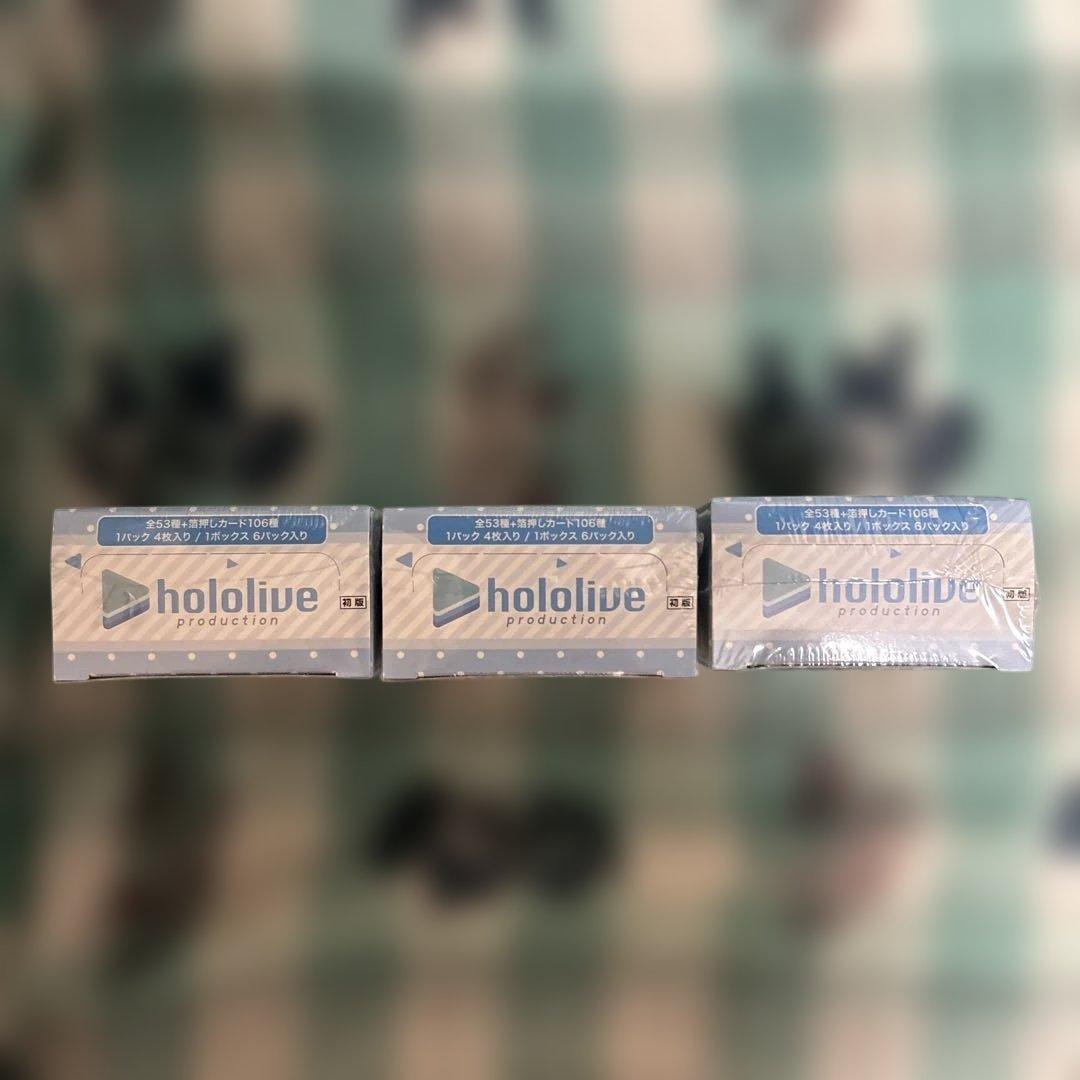 全53種+箔押しカード106種
1パック 4枚入り / 1ボックス 6パック入り
hololive
production
初版
全53種+箔押しカード106種
1パック 4枚入り / 1ボックス 6パック入り
hololive
production
初版
全53種+箔押しカード106種
1パック 4枚入り / 1ボックス 6パック入り
hololive
production
初版